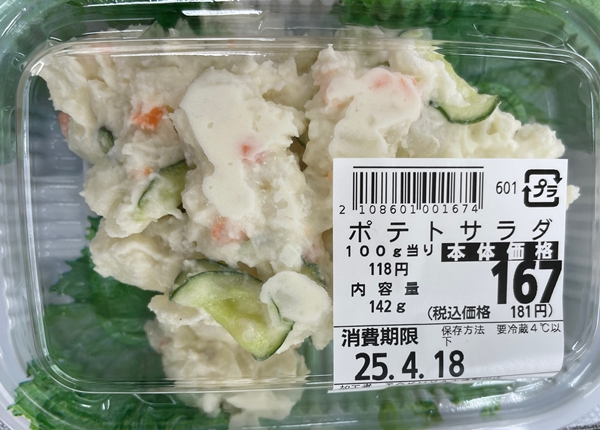 601 プラ
2 108601 001674
ポテトサラダ
100g当り 本体価格
118円 167
内容量
142g (税込価格 181円)
消費期限 保存方法 要冷蔵4℃以下
25.4.18